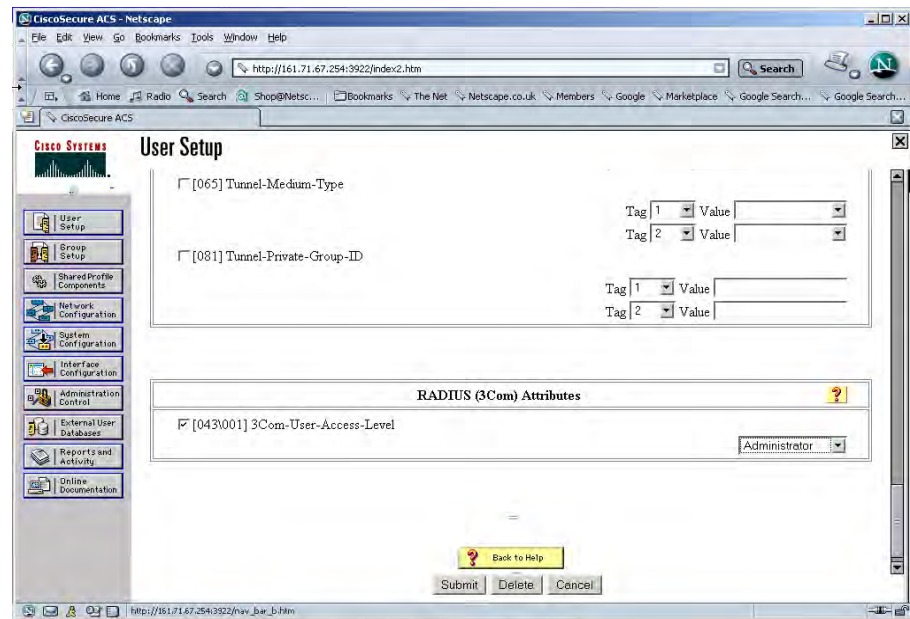 CiscoSecure ACS - Netscape
File Edit View Go Bookmarks Tools Window Help
http://161.71.67.254:3922/index2.htm
Search
N
Home Radio Search Shop@Netsc... Bookmarks The Net Netscape.co.uk Members Google Marketplace Google Search... Google Search...
CiscoSecure ACS
CISCO SYSTEMS
User Setup
[065] Tunnel-Medium-Type
Tag 1 Value
Tag 2 Value
[081] Tunnel-Private-Group-ID
Tag 1 Value
Tag 2 Value
User Setup
Group Setup
Shared Profile Components
Network Configuration
System Configuration
Interface Configuration
Administration Control
External User Databases
Reports and Activity
Online Documentation
RADIUS (3Com) Attributes
?
[043\001] 3Com-User-Access-Level
Administrator
? Back to Help
Submit Delete Cancel
http://161.71.67.254:3922/nav_bar_b.htm